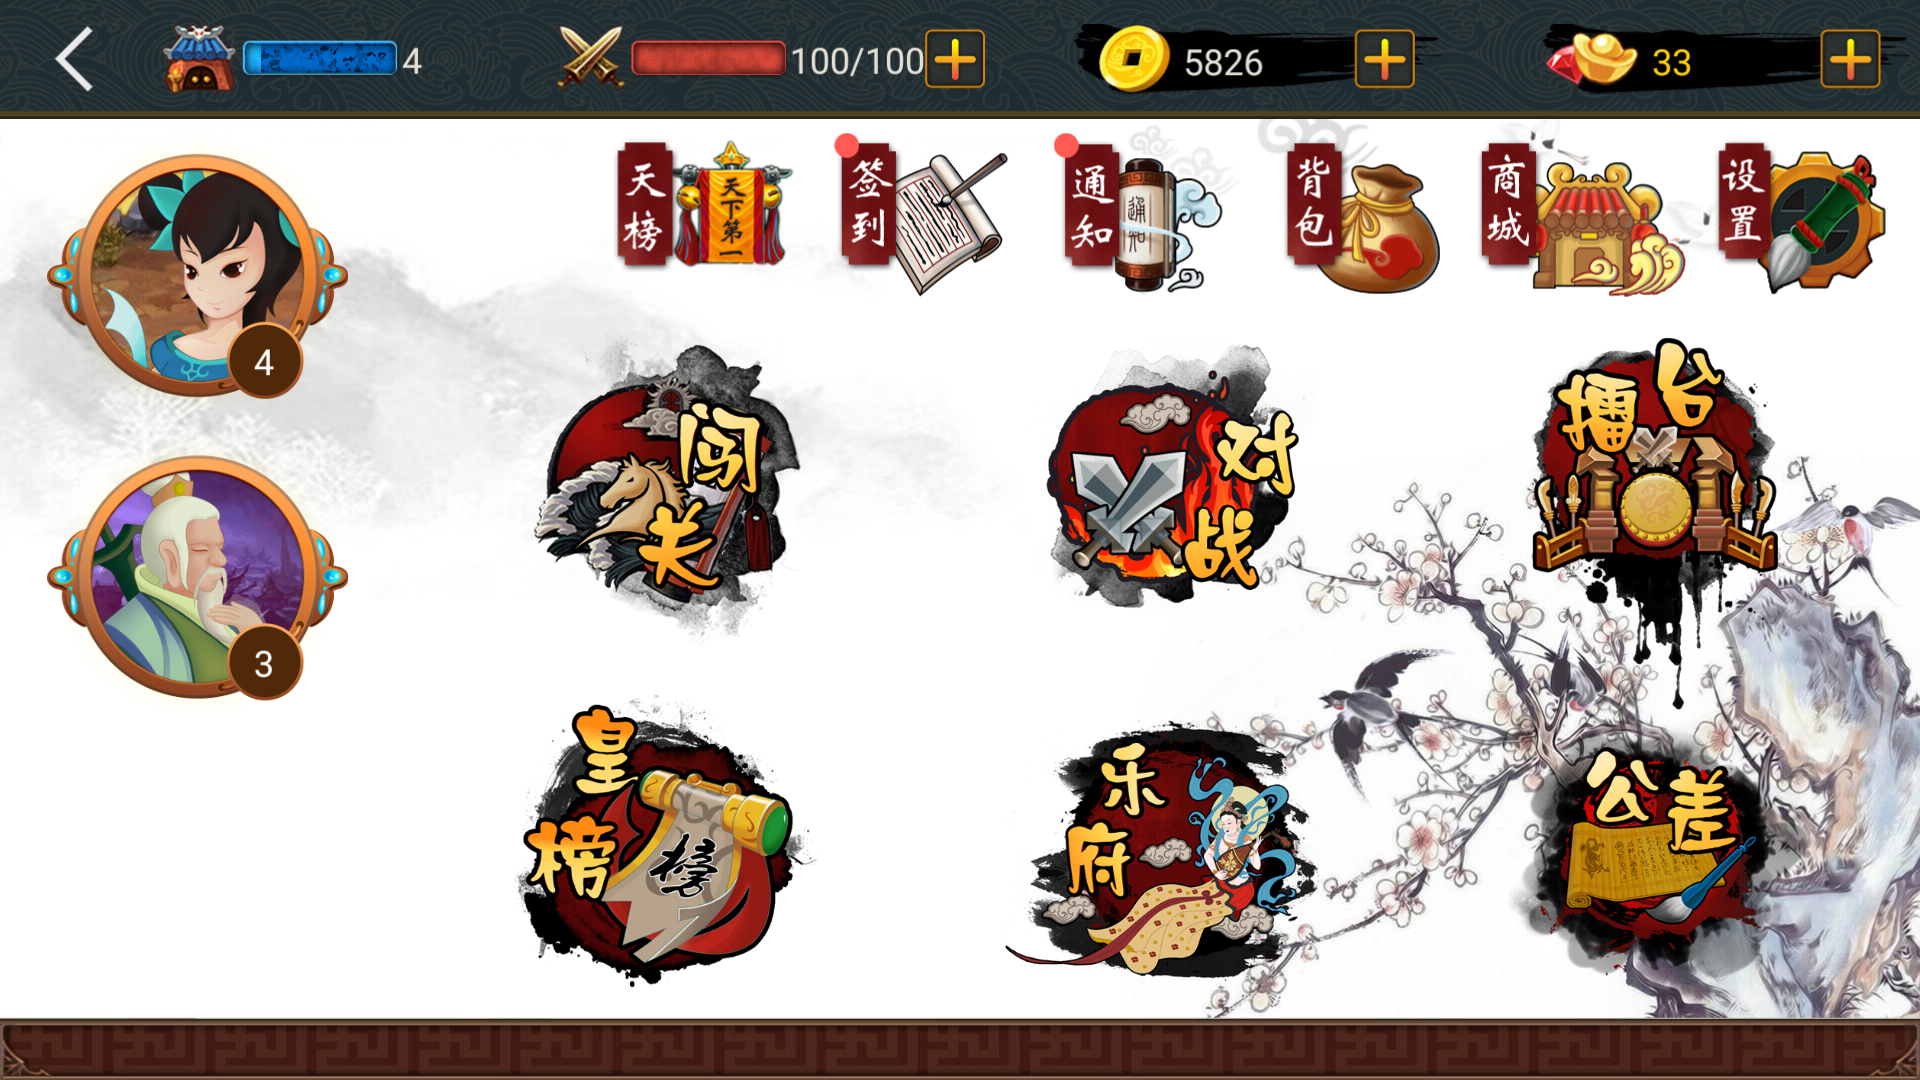 4
100/100
5826
33
天榜
天下第一
签到
通知
通知
背包
商城
设置
4
3
闯关
对战
擂台
皇榜
榜
乐府
公差